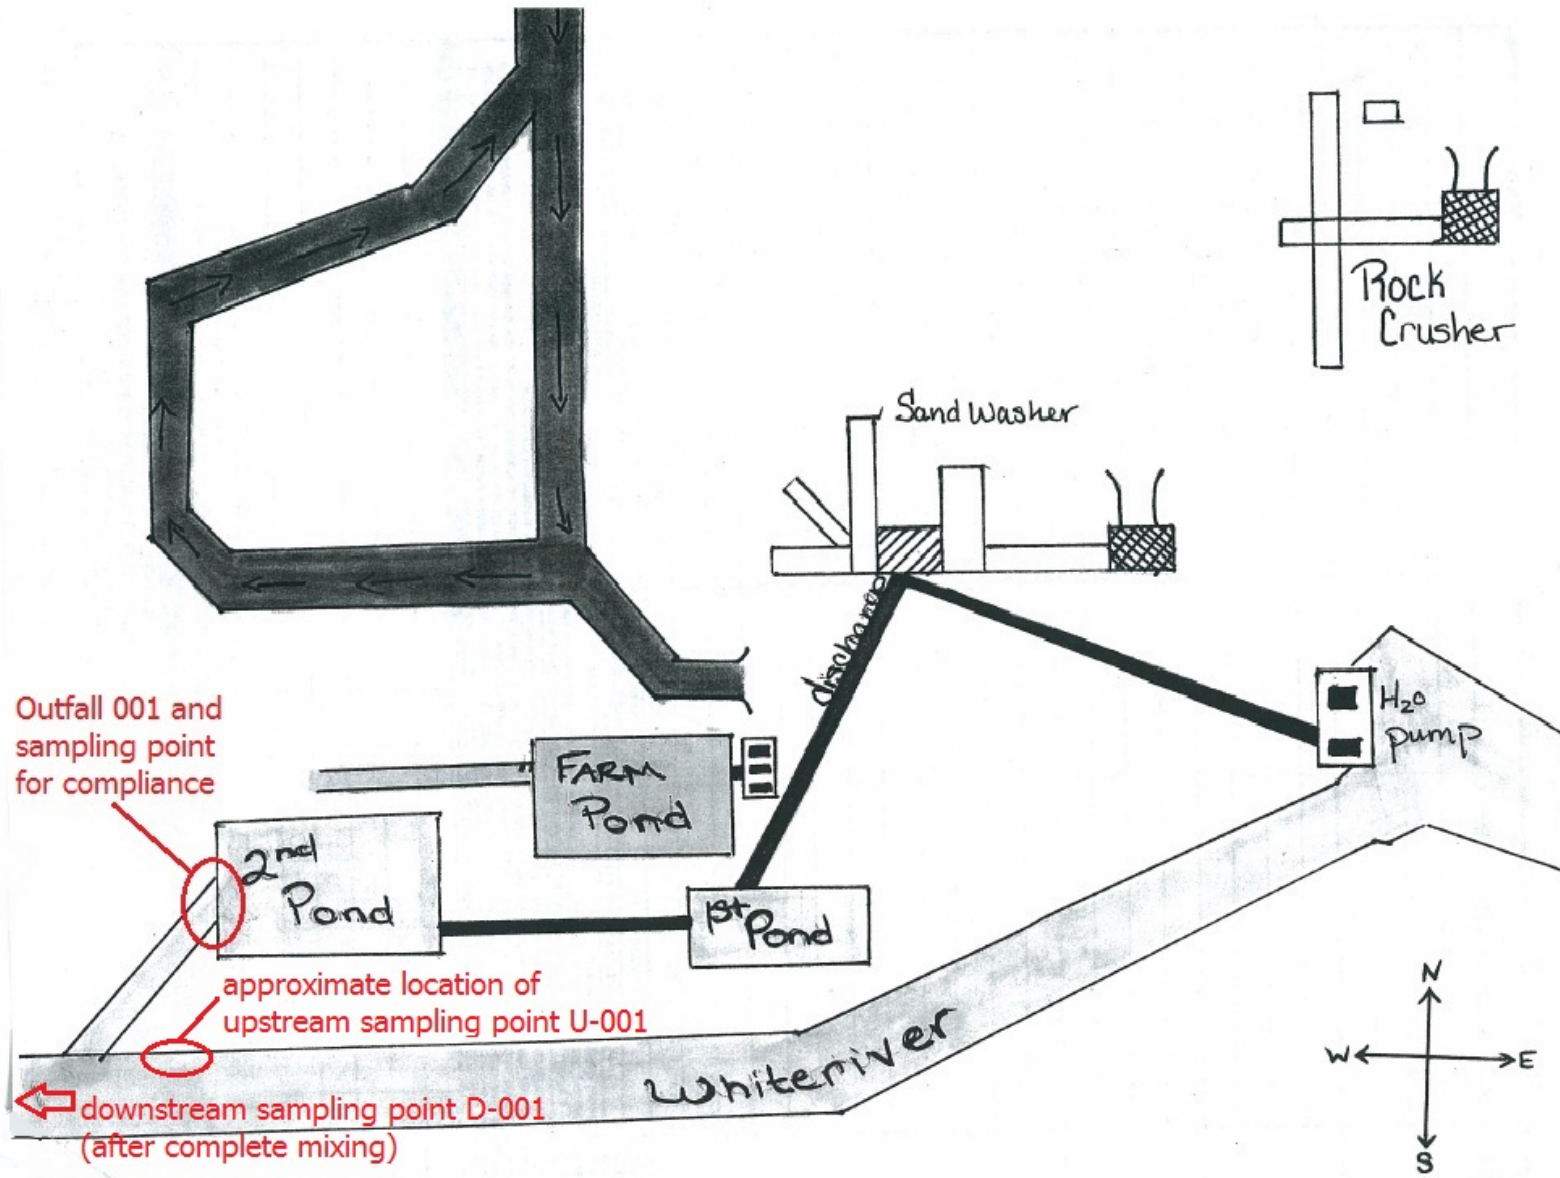 Rock
Crusher
Sand Washer
discharge
H₂O
pump
Outfall 001 and
sampling point
for compliance
FARM
Pond
2nd
Pond
1st
Pond
approximate location of
upstream sampling point U-001
Whiteriver
downstream sampling point D-001
(after complete mixing)
N
W E
S